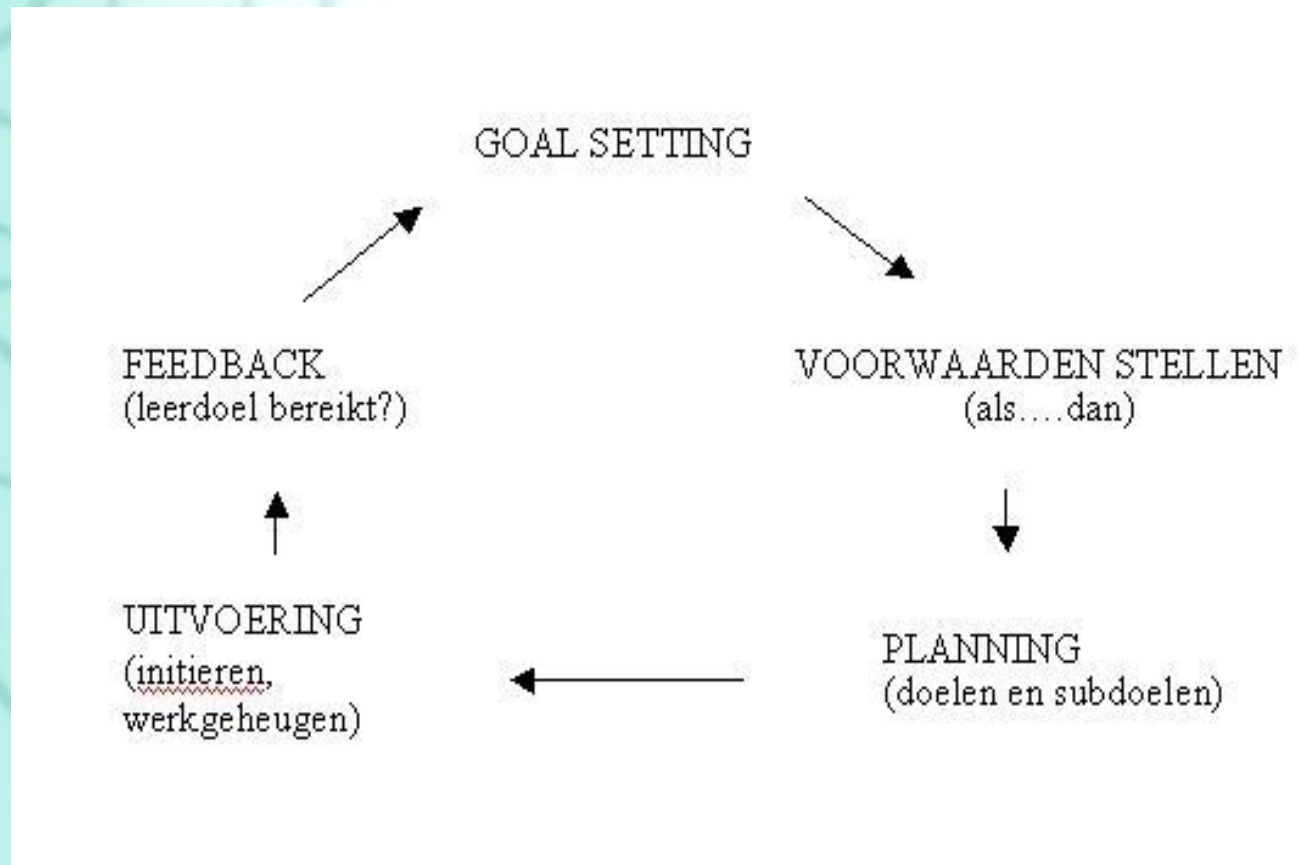 GOAL SETTING
FEEDBACK
(leerdoel bereikt?)
VOORWAARDEN STELLEN
(als....dan)
UITVOERING
(initieren,
werkgeheugen)
PLANNING
(doelen en subdoelen)